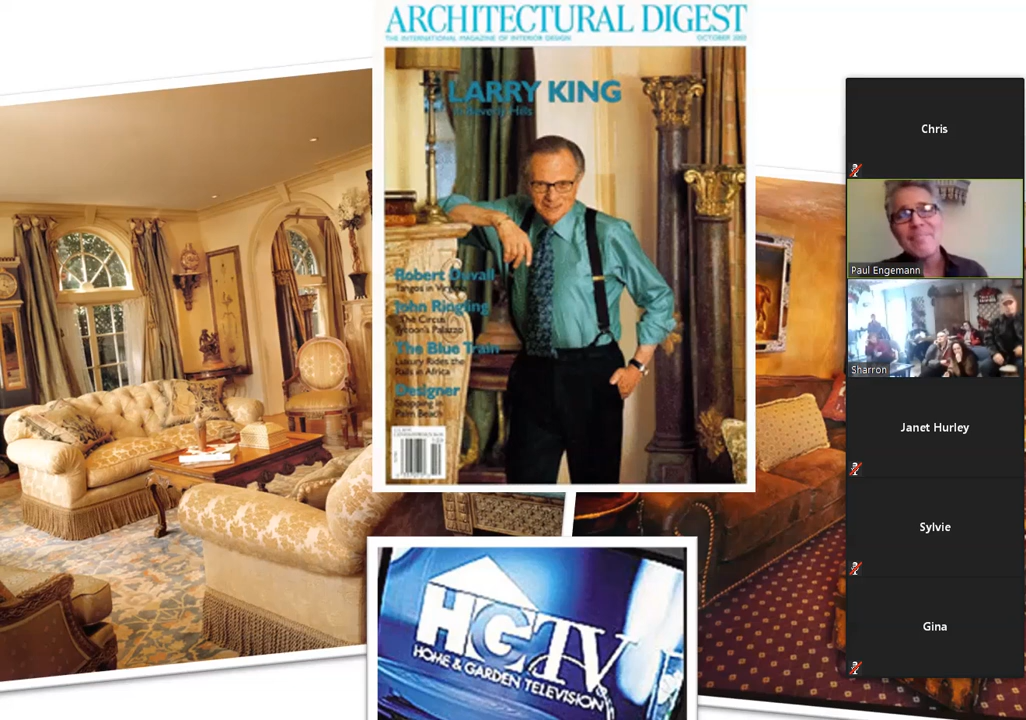 ARCHITECTURAL DIGEST
THE INTERNATIONAL MAGAZINE OF INTERIOR DESIGN
OCTOBER
LARRY KING
In Beverly Hills
Robert Duvall
Tangos in Virginia
John Ringling
The Circus
Tycoon's Palazzo
The Blue Train
Luxury Rides the
Rails in Africa
Designer
Shopping in
Palm Beach
HGTV
HOME & GARDEN TELEVISION
Chris
Paul Engemann
Sharron
Janet Hurley
Sylvie
Gina